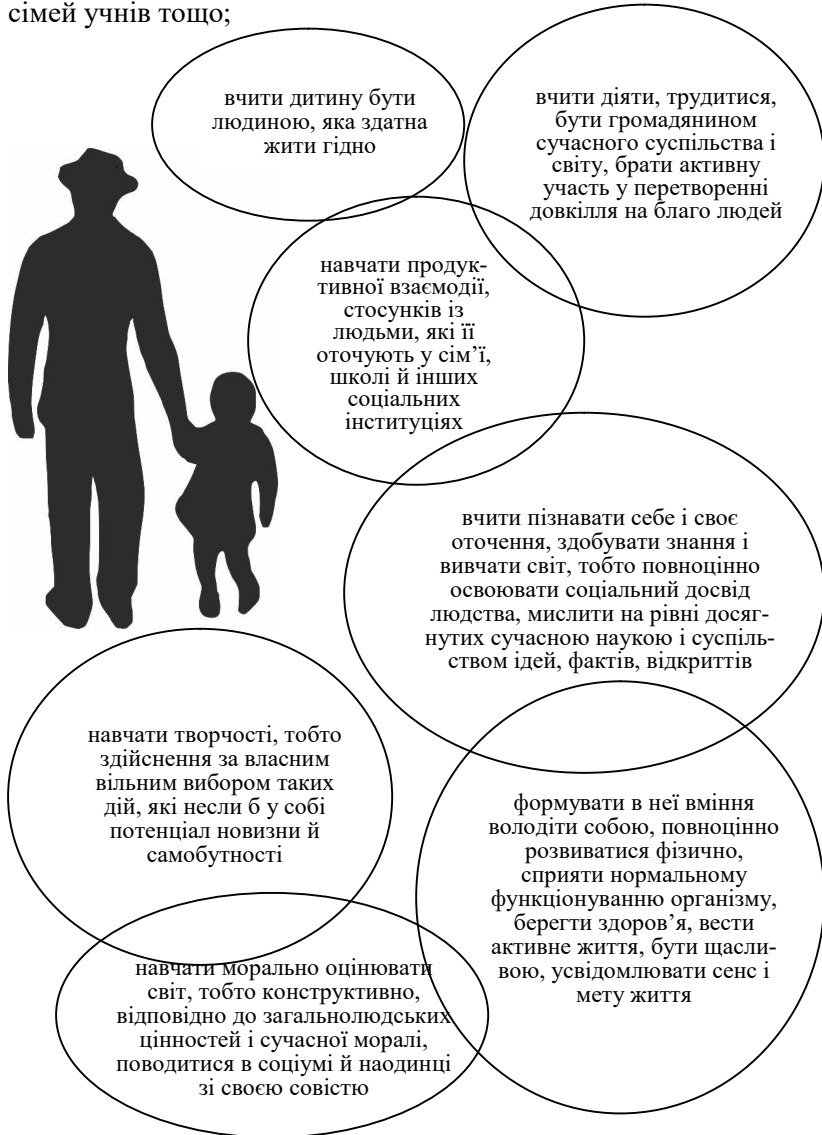 сімей учнів тощо;
вчити дитину бути
людиною, яка здатна
жити гідно
вчити діяти, трудитися,
бути громадянином
сучасного суспільства і
світу, брати активну
участь у перетворенні
довкілля на благо людей
навчати продук-
тивної взаємодії,
стосунків із
людьми, які її
оточують у сім’ї,
школі й інших
соціальних
інституціях
вчити пізнавати себе і своє
оточення, здобувати знання і
вивчати світ, тобто повноцінно
освоювати соціальний досвід
людства, мислити на рівні досяг-
нутих сучасною наукою і суспіль-
ством ідей, фактів, відкриттів
навчати творчості, тобто
здійснення за власним
вільним вибором таких
дій, які несли б у собі
потенціал новизни й
самобутності
формувати в неї вміння
володіти собою, повноцінно
розвиватися фізично,
сприяти нормальному
функціонуванню організму,
берегти здоров’я, вести
активне життя, бути щасли-
вою, усвідомлювати сенс і
мету життя
навчати морально оцінювати
світ, тобто конструктивно,
відповідно до загальнолюдських
цінностей і сучасної моралі,
поводитися в соціумі й наодинці
зі своєю совістю